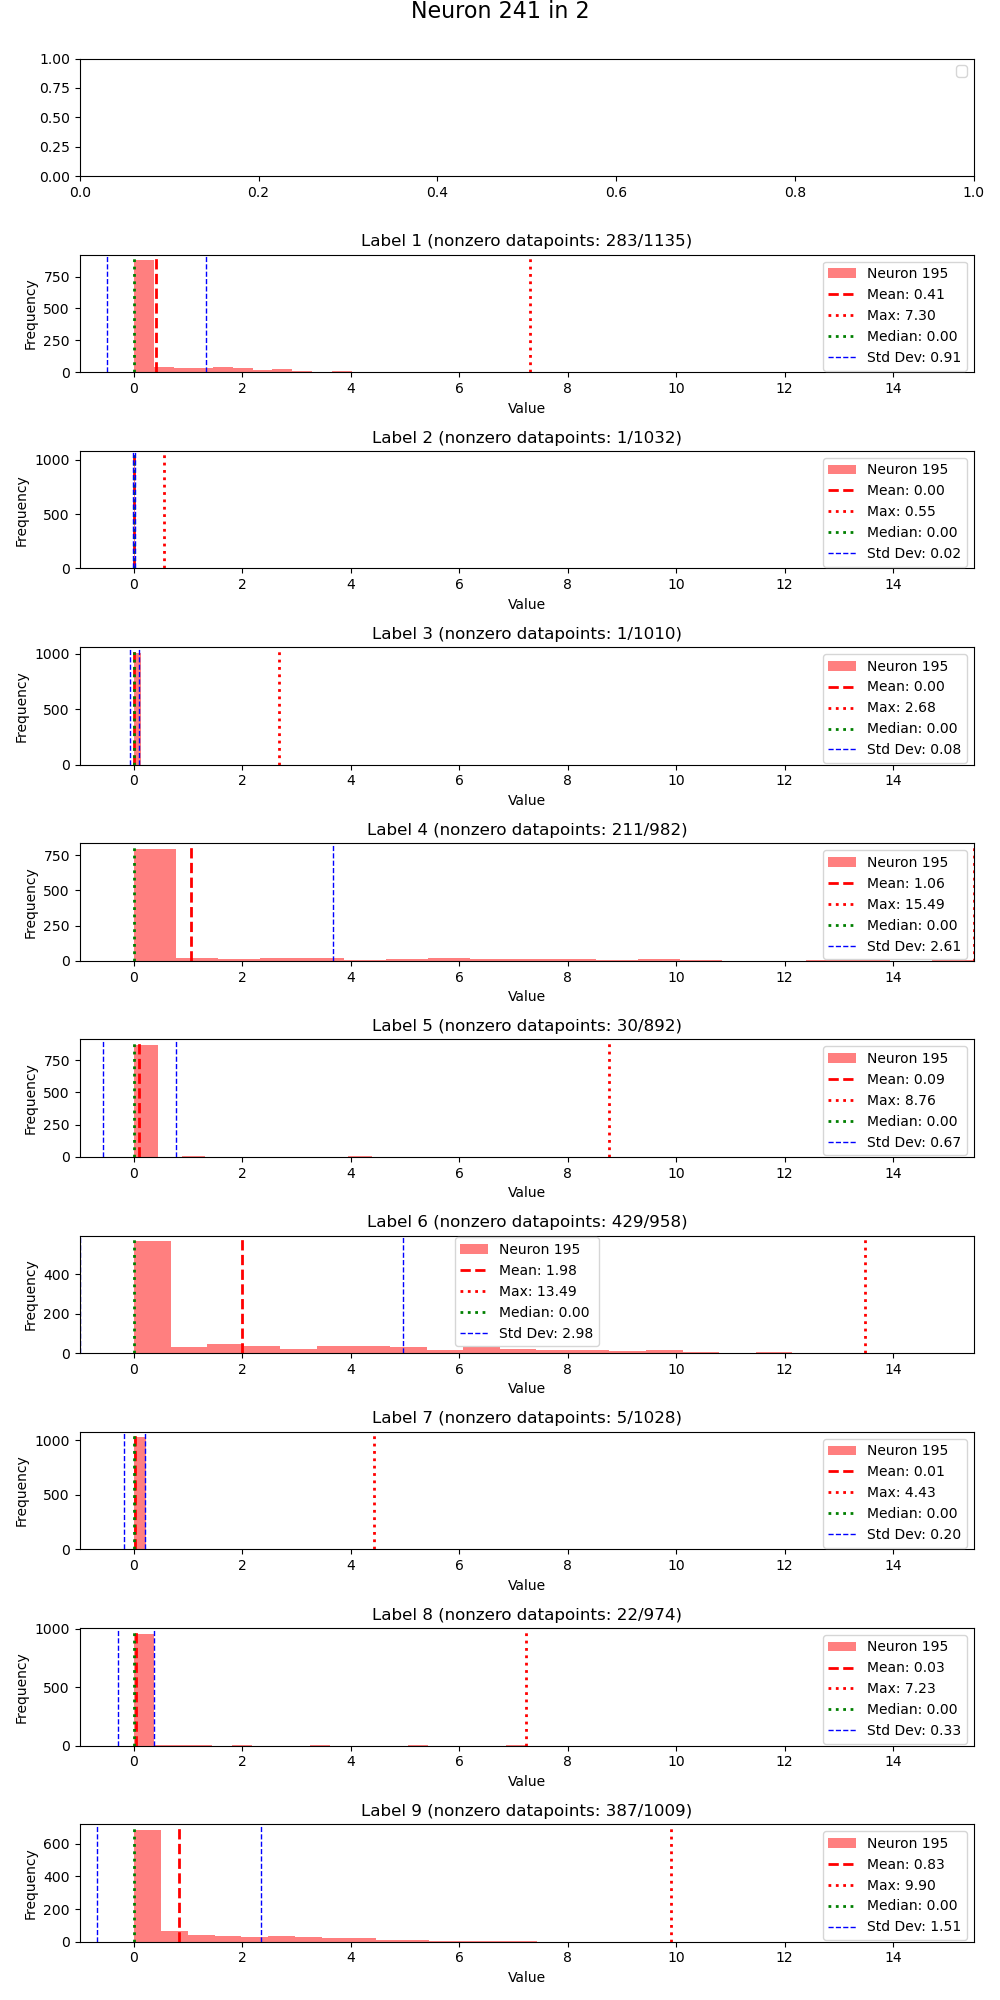 Neuron 241 in 2
1.00
0.75
0.50
0.25
0.00
0.0 0.2 0.4 0.6 0.8 1.0
Label 1 (nonzero datapoints: 283/1135)
Frequency
750
500
250
0
Neuron 195
Mean: 0.41
Max: 7.30
Median: 0.00
Std Dev: 0.91
0 2 4 6 8 10 12 14
Value
Label 2 (nonzero datapoints: 1/1032)
Frequency
1000
500
0
Neuron 195
Mean: 0.00
Max: 0.55
Median: 0.00
Std Dev: 0.02
0 2 4 6 8 10 12 14
Value
Label 3 (nonzero datapoints: 1/1010)
Frequency
1000
500
0
Neuron 195
Mean: 0.00
Max: 2.68
Median: 0.00
Std Dev: 0.08
0 2 4 6 8 10 12 14
Value
Label 4 (nonzero datapoints: 211/982)
Frequency
750
500
250
0
Neuron 195
Mean: 1.06
Max: 15.49
Median: 0.00
Std Dev: 2.61
0 2 4 6 8 10 12 14
Value
Label 5 (nonzero datapoints: 30/892)
Frequency
750
500
250
0
Neuron 195
Mean: 0.09
Max: 8.76
Median: 0.00
Std Dev: 0.67
0 2 4 6 8 10 12 14
Value
Label 6 (nonzero datapoints: 429/958)
Frequency
400
200
0
Neuron 195
Mean: 1.98
Max: 13.49
Median: 0.00
Std Dev: 2.98
0 2 4 6 8 10 12 14
Value
Label 7 (nonzero datapoints: 5/1028)
Frequency
1000
500
0
Neuron 195
Mean: 0.01
Max: 4.43
Median: 0.00
Std Dev: 0.20
0 2 4 6 8 10 12 14
Value
Label 8 (nonzero datapoints: 22/974)
Frequency
1000
500
0
Neuron 195
Mean: 0.03
Max: 7.23
Median: 0.00
Std Dev: 0.33
0 2 4 6 8 10 12 14
Value
Label 9 (nonzero datapoints: 387/1009)
Frequency
600
400
200
0
Neuron 195
Mean: 0.83
Max: 9.90
Median: 0.00
Std Dev: 1.51
0 2 4 6 8 10 12 14
Value